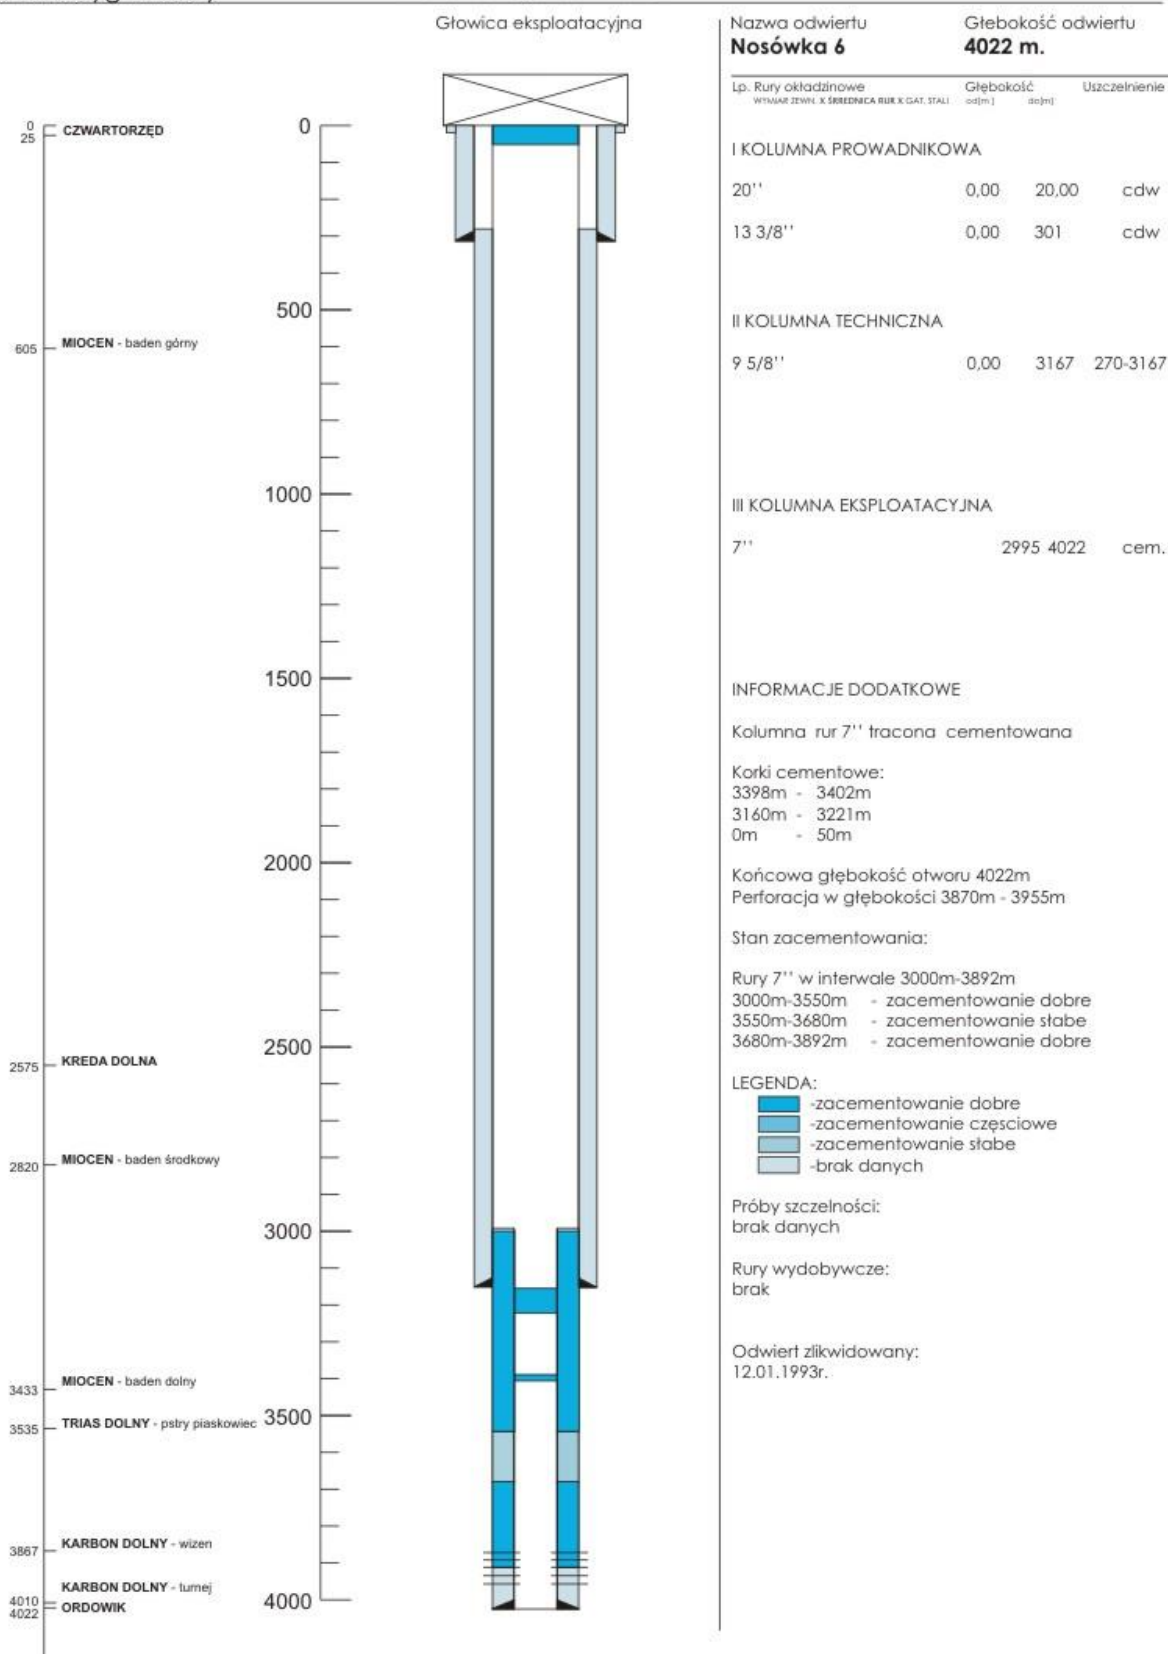 Głowica eksploatacyjna
Nazwa odwiertu Głebokość odwiertu
Nosówka 6 4022 m.
Lp. Rury okładzinowe Głębokość Uszczelnienie
WYMIAR ZEWN. X ŚRREDNICA RUR X GAT. STALI od[m] do[m]
I KOLUMNA PROWADNIKOWA
20'' 0,00 20,00 cdw
13 3/8'' 0,00 301 cdw
II KOLUMNA TECHNICZNA
9 5/8'' 0,00 3167 270-3167
III KOLUMNA EKSPLOATACYJNA
7'' 2995 4022 cem.
INFORMACJE DODATKOWE
Kolumna rur 7'' tracona cementowana
Korki cementowe:
3398m - 3402m
3160m - 3221m
0m - 50m
Końcowa głębokość otworu 4022m
Perforacja w głębokości 3870m - 3955m
Stan zacementowania:
Rury 7'' w interwale 3000m-3892m
3000m-3550m - zacementowanie dobre
3550m-3680m - zacementowanie słabe
3680m-3892m - zacementowanie dobre
LEGENDA:
-zacementowanie dobre
-zacementowanie częsciowe
-zacementowanie słabe
-brak danych
Próby szczelności:
brak danych
Rury wydobywcze:
brak
Odwiert zlikwidowany:
12.01.1993r.
0
25 CZWARTORZĘD
605 MIOCEN - baden górny
2575 KREDA DOLNA
2820 MIOCEN - baden środkowy
3433 MIOCEN - baden dolny
3535 TRIAS DOLNY - pstry piaskowiec
3867 KARBON DOLNY - wizen
4010 KARBON DOLNY - turnej
4022 ORDOWIK
0
500
1000
1500
2000
2500
3000
3500
4000